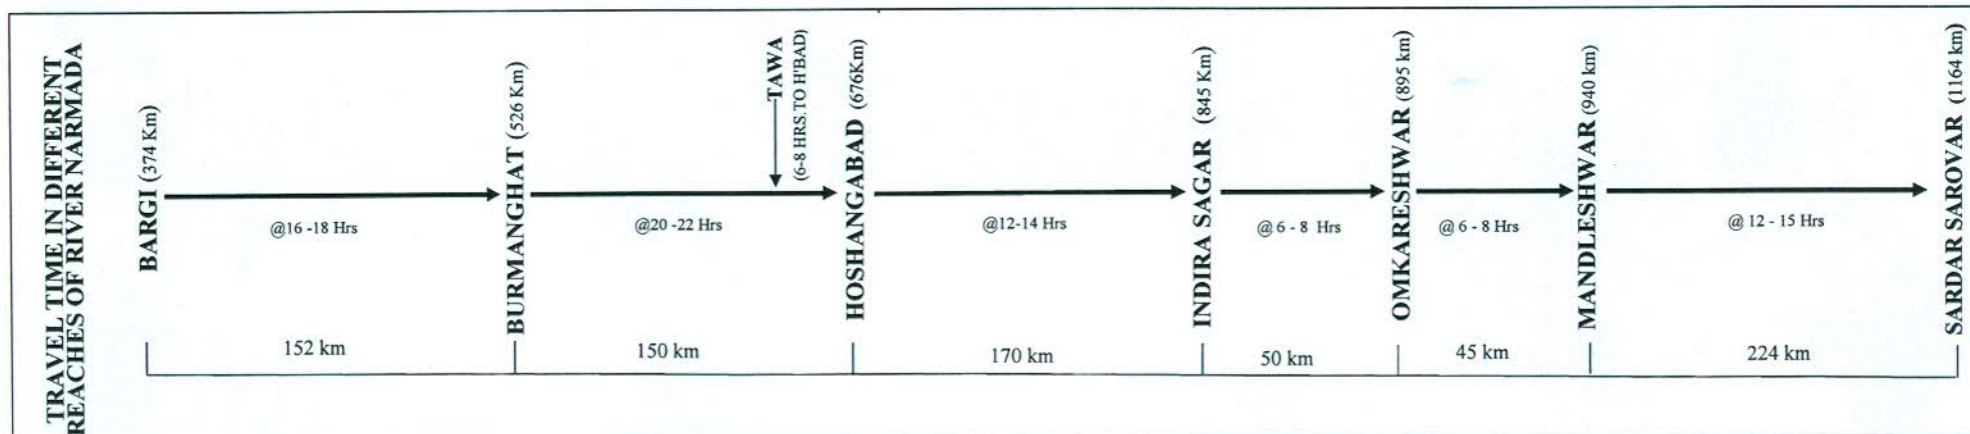 TRAVEL TIME IN DIFFERENT
REACHES OF RIVER NARMADA
BARGI (374 Km)
@16 -18 Hrs
BURMANGHAT (526 Km)
@20 -22 Hrs
TAWA
(6-8 HRS. TO H'BAD)
HOSHANGABAD (676Km)
@12-14 Hrs
INDIRA SAGAR (845 Km)
@ 6 - 8 Hrs
OMKARESHWAR (895 km)
@ 6 - 8 Hrs
MANDLESHWAR (940 km)
@ 12 - 15 Hrs
SARDAR SAROVAR (1164 km)
152 km
150 km
170 km
50 km
45 km
224 km